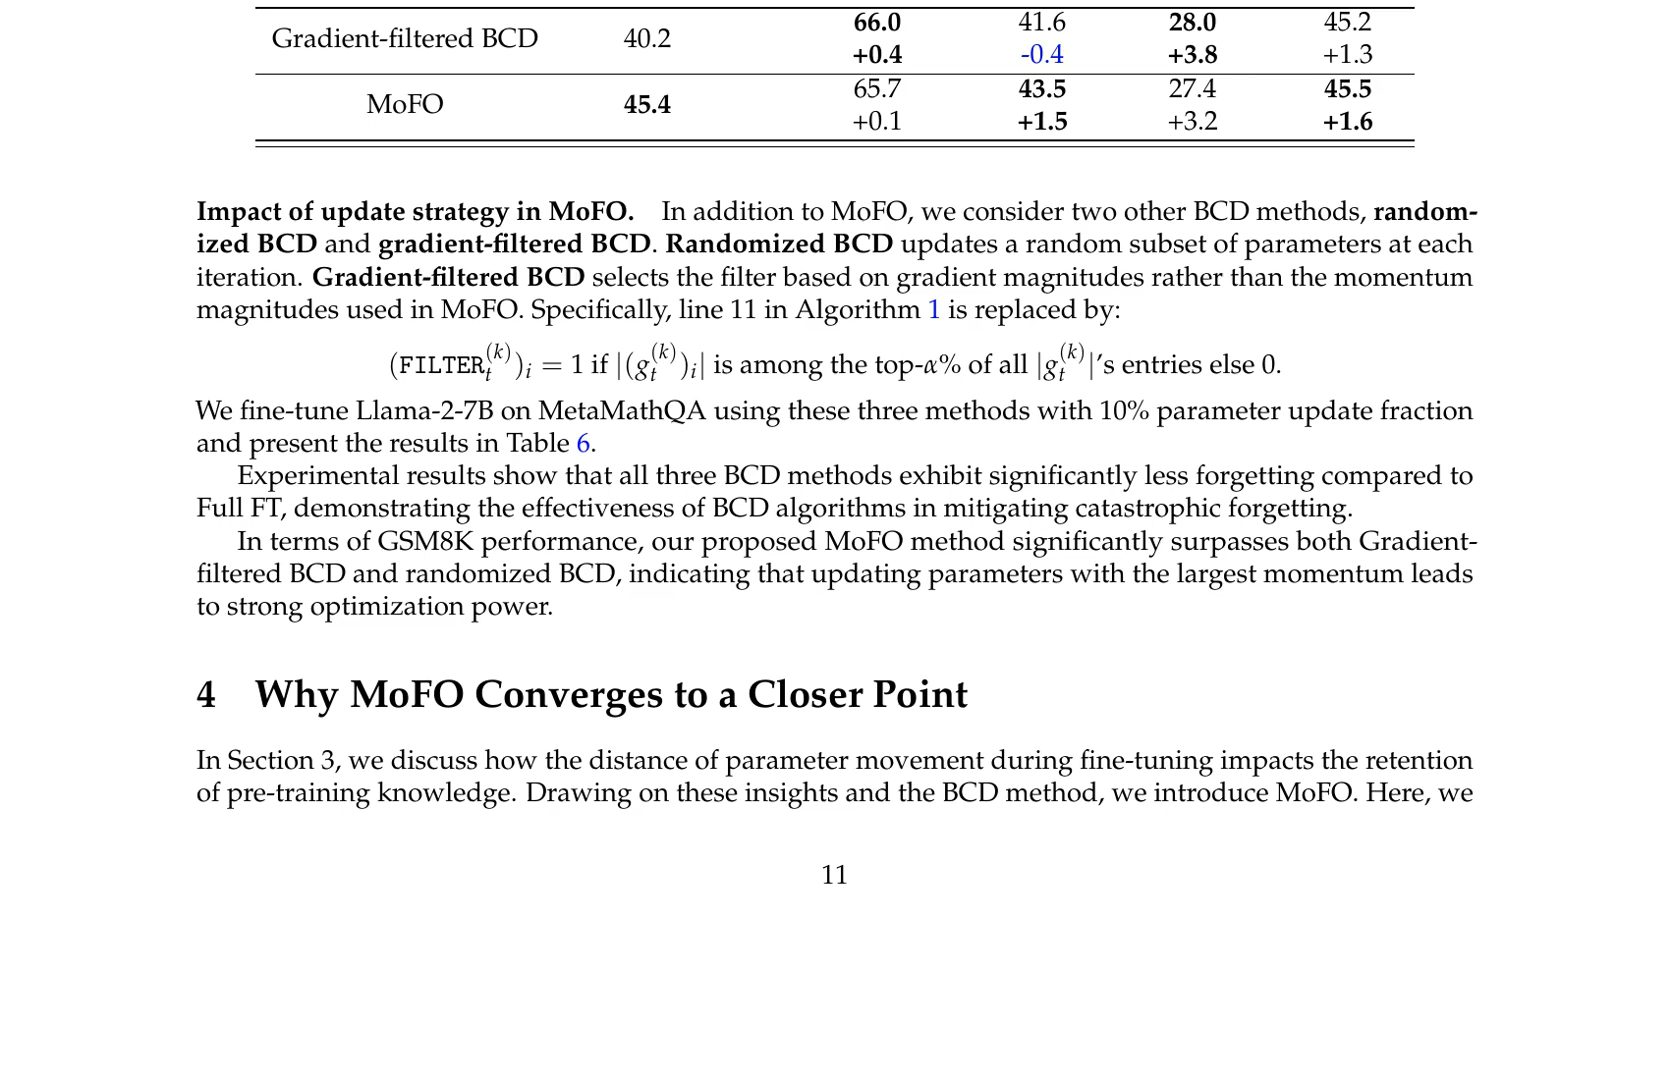 Gradient-filtered BCD 40.2 66.0 41.6 28.0 45.2
+0.4 -0.4 +3.8 +1.3
MoFO 45.4 65.7 43.5 27.4 45.5
+0.1 +1.5 +3.2 +1.6
Impact of update strategy in MoFO. In addition to MoFO, we consider two other BCD methods, random-
ized BCD and gradient-filtered BCD. Randomized BCD updates a random subset of parameters at each
iteration. Gradient-filtered BCD selects the filter based on gradient magnitudes rather than the momentum
magnitudes used in MoFO. Specifically, line 11 in Algorithm 1 is replaced by:
(FILTER_t^{(k)})_i = 1 if |(g_t^{(k)})_i| is among the top-α% of all |g_t^{(k)}|'s entries else 0.
We fine-tune Llama-2-7B on MetaMathQA using these three methods with 10% parameter update fraction
and present the results in Table 6.
Experimental results show that all three BCD methods exhibit significantly less forgetting compared to
Full FT, demonstrating the effectiveness of BCD algorithms in mitigating catastrophic forgetting.
In terms of GSM8K performance, our proposed MoFO method significantly surpasses both Gradient-
filtered BCD and randomized BCD, indicating that updating parameters with the largest momentum leads
to strong optimization power.
4 Why MoFO Converges to a Closer Point
In Section 3, we discuss how the distance of parameter movement during fine-tuning impacts the retention
of pre-training knowledge. Drawing on these insights and the BCD method, we introduce MoFO. Here, we
11